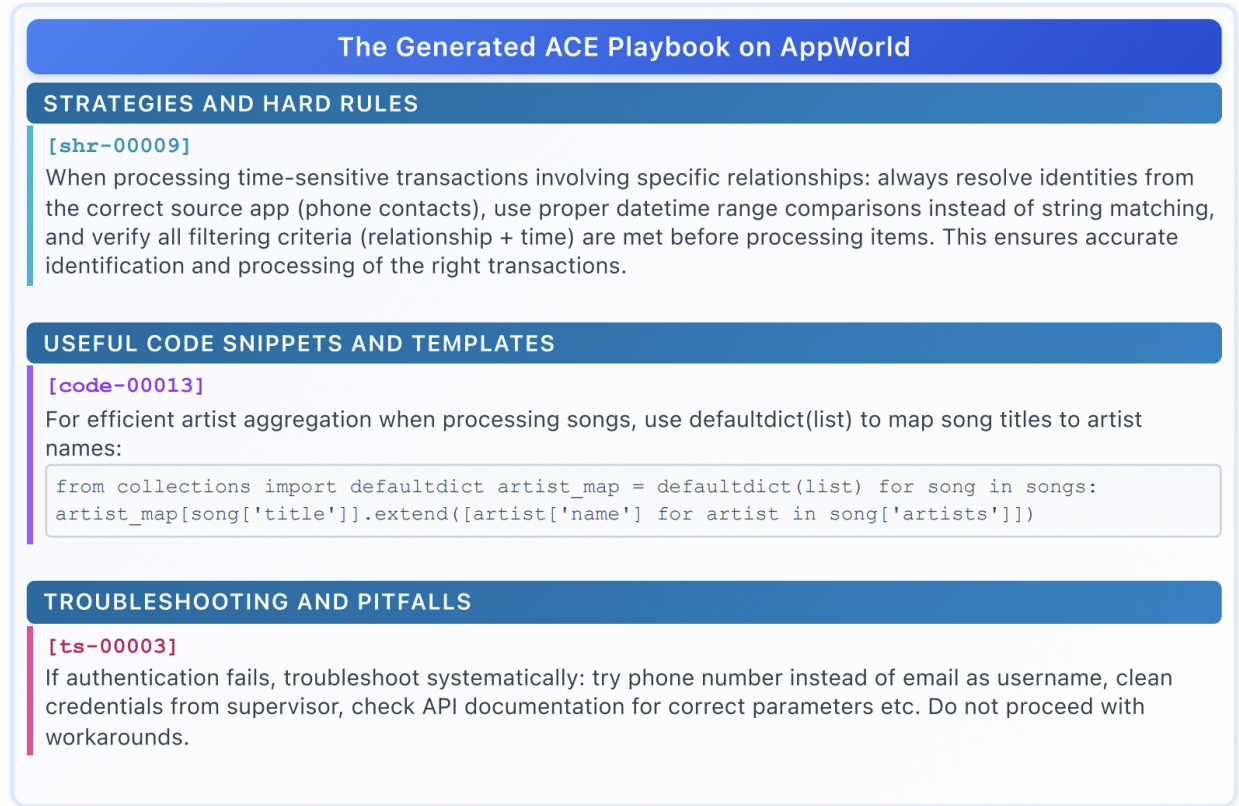 The Generated ACE Playbook on AppWorld
STRATEGIES AND HARD RULES
[shr-00009]
When processing time-sensitive transactions involving specific relationships: always resolve identities from
the correct source app (phone contacts), use proper datetime range comparisons instead of string matching,
and verify all filtering criteria (relationship + time) are met before processing items. This ensures accurate
identification and processing of the right transactions.
USEFUL CODE SNIPPETS AND TEMPLATES
[code-00013]
For efficient artist aggregation when processing songs, use defaultdict(list) to map song titles to artist
names:
from collections import defaultdict artist_map = defaultdict(list) for song in songs:
artist_map[song['title']].extend([artist['name'] for artist in song['artists']])
TROUBLESHOOTING AND PITFALLS
[ts-00003]
If authentication fails, troubleshoot systematically: try phone number instead of email as username, clean
credentials from supervisor, check API documentation for correct parameters etc. Do not proceed with
workarounds.